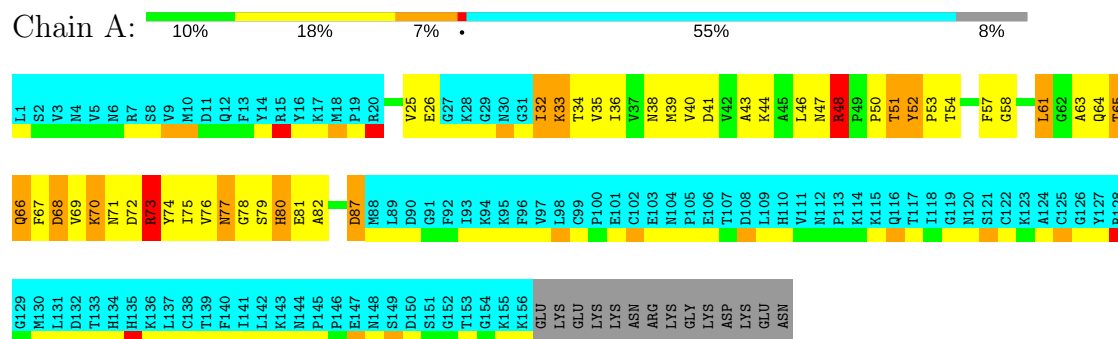 Chain A: 10% 18% 7% . 55% 8%
L1 S2 V3 N4 V5 N6 R7 S8 V9 M10 D11 Q12 F13 Y14 R15 Y16 K17 M18 P19 R20 V25 E26 G27 K28 G29 N30 G31 I32 K33 T34 V35 I36 V37 N38 M39 V40 D41 V42 A43 K44 A45 L46 N47 R48 P49 P50 T51 Y52 P53 T54 F57 G58 L61 G62 A63 Q64 T65
Q66 F67 D68 V69 K70 N71 D72 R73 Y74 I75 V76 N77 G78 S79 H80 E81 A82 D87 M88 L89 D90 G91 F92 I93 K94 K95 F96 V97 L98 C99 P100 E101 C102 E103 N104 P105 E106 T107 D108 L109 H110 V111 N112 P113 K114 K115 Q116 T117 I118 G119 N120 S121 C122 K123 A124 C125 G126 Y127 R128
G129 M130 L131 D132 T133 H134 H135 K136 L137 C138 T139 F140 I141 L142 K143 N144 P145 P146 E147 N148 S149 D150 S151 G152 T153 G154 K155 K156 GLU LYS GLU LYS LYS ASN ARG LYS GLY LYS ASP LYS GLU ASN